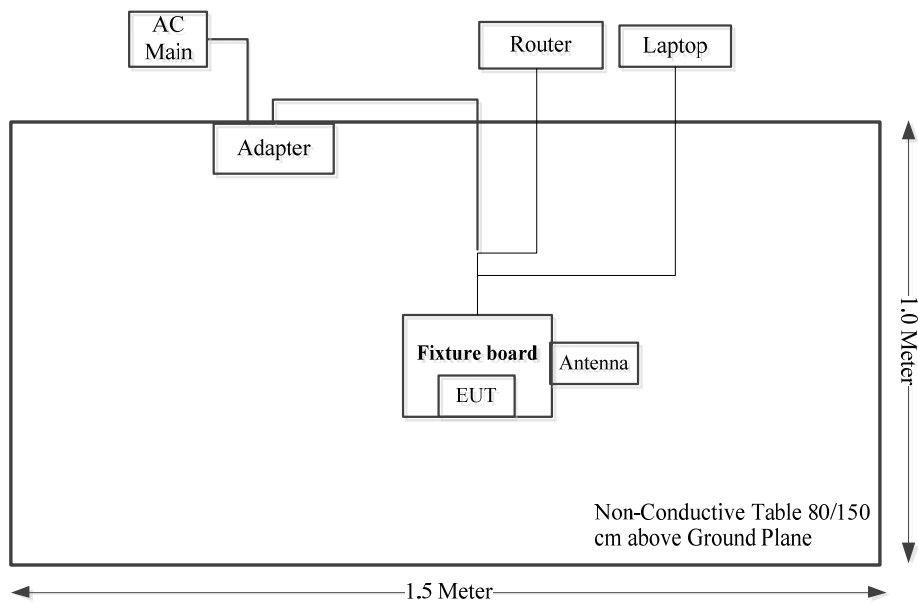 AC
Main
Router
Laptop
Adapter
Fixture board
Antenna
EUT
1.0 Meter
Non-Conductive Table 80/150
cm above Ground Plane
1.5 Meter